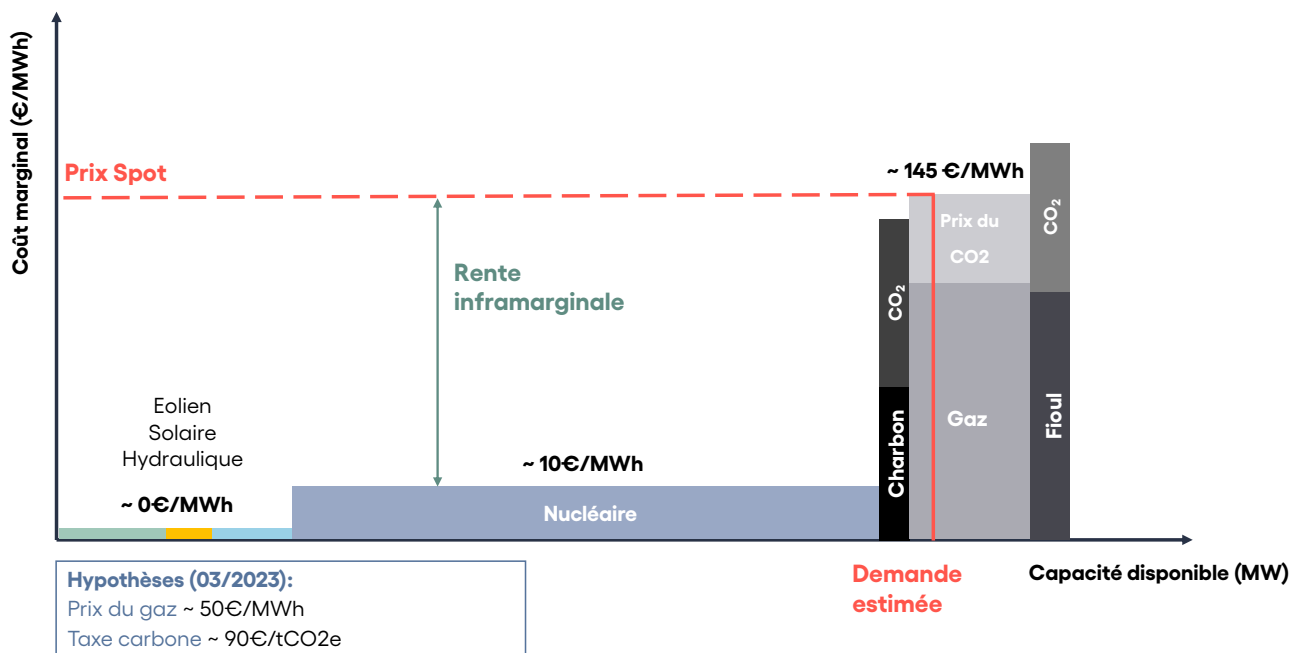 Coût marginal (€/MWh)
Prix Spot
~ 145 €/MWh
Rente
inframarginale
Prix du
CO2
CO₂
CO₂
Eolien
Solaire
Hydraulique
~ 0€/MWh
~ 10€/MWh
Nucléaire
Charbon
Gaz
Fioul
Demande
estimée
Capacité disponible (MW)
Hypothèses (03/2023):
Prix du gaz ~ 50€/MWh
Taxe carbone ~ 90€/tCO2e